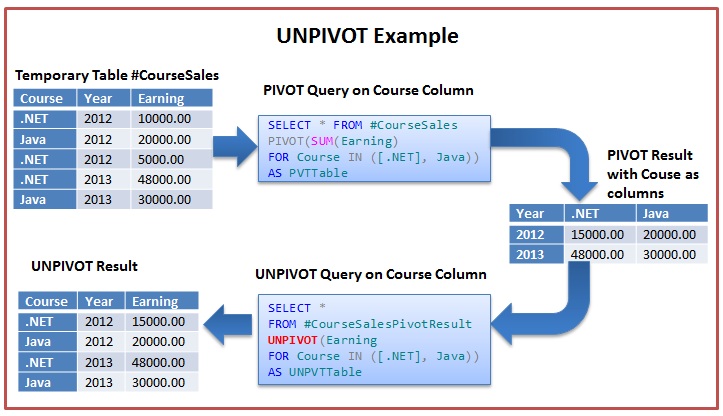 UNPIVOT Example
Temporary Table #CourseSales
Course Year Earning
.NET 2012 10000.00
Java 2012 20000.00
.NET 2012 5000.00
.NET 2013 48000.00
Java 2013 30000.00
PIVOT Query on Course Column
SELECT * FROM #CourseSales
PIVOT(SUM(Earning)
FOR Course IN ([.NET], Java))
AS PVTTable
PIVOT Result
with Couse as
columns
Year .NET Java
2012 15000.00 20000.00
2013 48000.00 30000.00
UNPIVOT Query on Course Column
SELECT *
FROM #CourseSalesPivotResult
UNPIVOT(Earning
FOR Course IN ([.NET], Java))
AS UNPVTTable
UNPIVOT Result
Course Year Earning
.NET 2012 15000.00
Java 2012 20000.00
.NET 2013 48000.00
Java 2013 30000.00